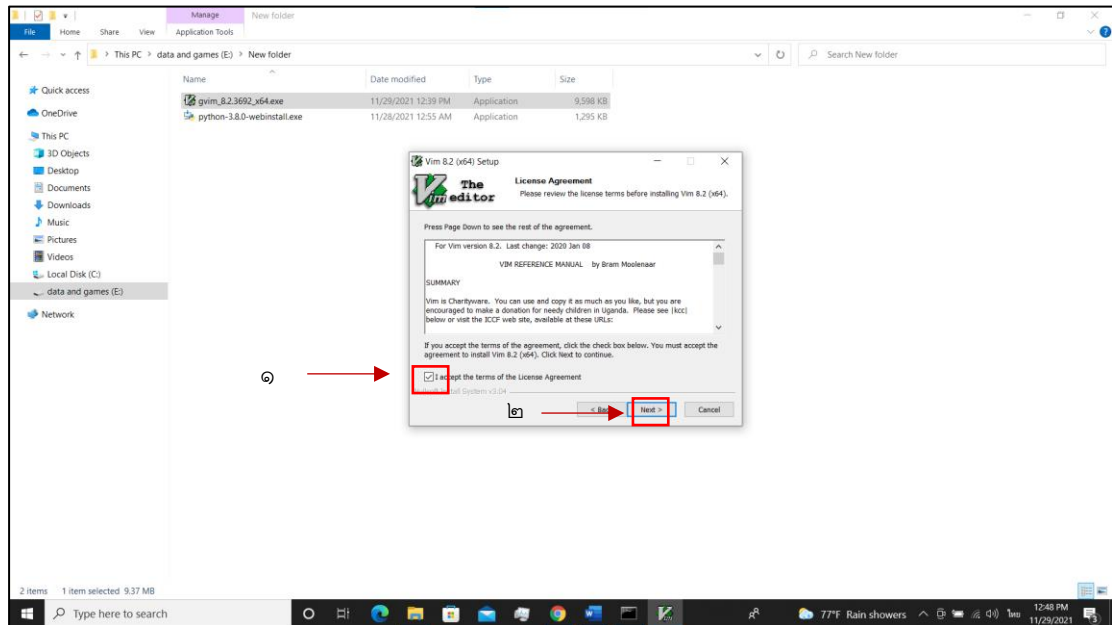 Manage New folder
File Home Share View Application Tools
This PC > data and games (E:) > New folder
Search New folder
Name Date modified Type Size
gvim_8.2.3692_x64.exe 11/29/2021 12:39 PM Application 9,598 KB
python-3.8.0-webinstall.exe 11/28/2021 12:55 AM Application 1,295 KB
Quick access
OneDrive
This PC
3D Objects
Desktop
Documents
Downloads
Music
Pictures
Videos
Local Disk (C:)
data and games (E:)
Network
Vim 8.2 (x64) Setup
The
editor
Vim
License Agreement
Please review the license terms before installing Vim 8.2 (x64).
Press Page Down to see the rest of the agreement.
For Vim version 8.2. Last change: 2020 Jan 08
VIM REFERENCE MANUAL by Bram Moolenaar
SUMMARY
Vim is Charityware. You can use and copy it as much as you like, but you are
encouraged to make a donation for needy children in Uganda. Please see |kcc|
below or visit the ICCF web site, available at these URLs:
If you accept the terms of the agreement, click the check box below. You must accept the
agreement to install Vim 8.2 (x64). Click Next to continue.
๑
I accept the terms of the License Agreement
Install System v3.04
๒
< Back Next > Cancel
2 items 1 item selected 9.37 MB
Type here to search
77°F Rain showers
ไทย
12:48 PM
11/29/2021